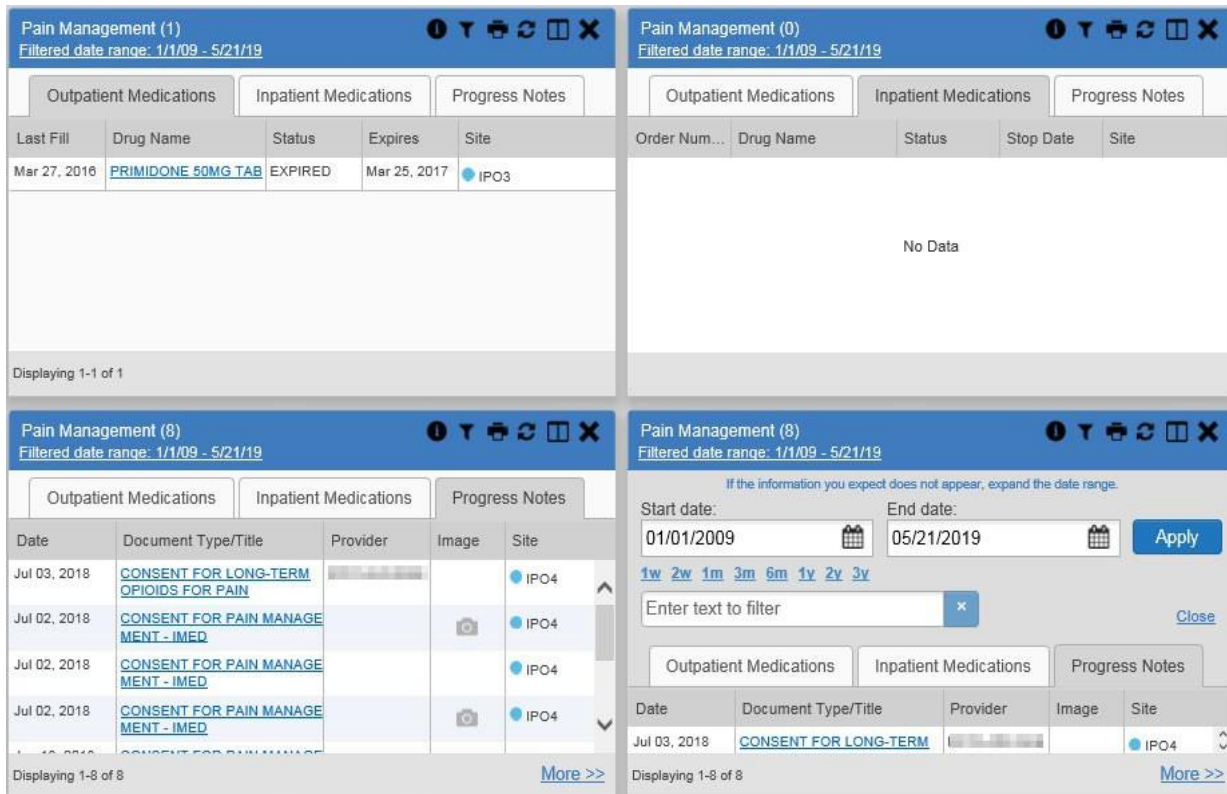 Pain Management (1)
Filtered date range: 1/1/09 - 5/21/19
Outpatient Medications Inpatient Medications Progress Notes
Last Fill Drug Name Status Expires Site
Mar 27, 2016 PRIMIDONE 50MG TAB EXPIRED Mar 25, 2017 IPO3
Displaying 1-1 of 1
Pain Management (0)
Filtered date range: 1/1/09 - 5/21/19
Outpatient Medications Inpatient Medications Progress Notes
Order Num... Drug Name Status Stop Date Site
No Data
Pain Management (8)
Filtered date range: 1/1/09 - 5/21/19
Outpatient Medications Inpatient Medications Progress Notes
Date Document Type/Title Provider Image Site
Jul 03, 2018 CONSENT FOR LONG-TERM IPO4
OPIOIDS FOR PAIN
Jul 02, 2018 CONSENT FOR PAIN MANAGE IPO4
MENT - IMED
Jul 02, 2018 CONSENT FOR PAIN MANAGE IPO4
MENT - IMED
Jul 02, 2018 CONSENT FOR PAIN MANAGE IPO4
MENT - IMED
Displaying 1-8 of 8 More >>
Pain Management (8)
Filtered date range: 1/1/09 - 5/21/19
If the information you expect does not appear, expand the date range.
Start date: End date:
01/01/2009 05/21/2019 Apply
1w 2w 1m 3m 6m 1y 2y 3y
Enter text to filter x
Close
Outpatient Medications Inpatient Medications Progress Notes
Date Document Type/Title Provider Image Site
Jul 03, 2018 CONSENT FOR LONG-TERM IPO4
Displaying 1-8 of 8 More >>